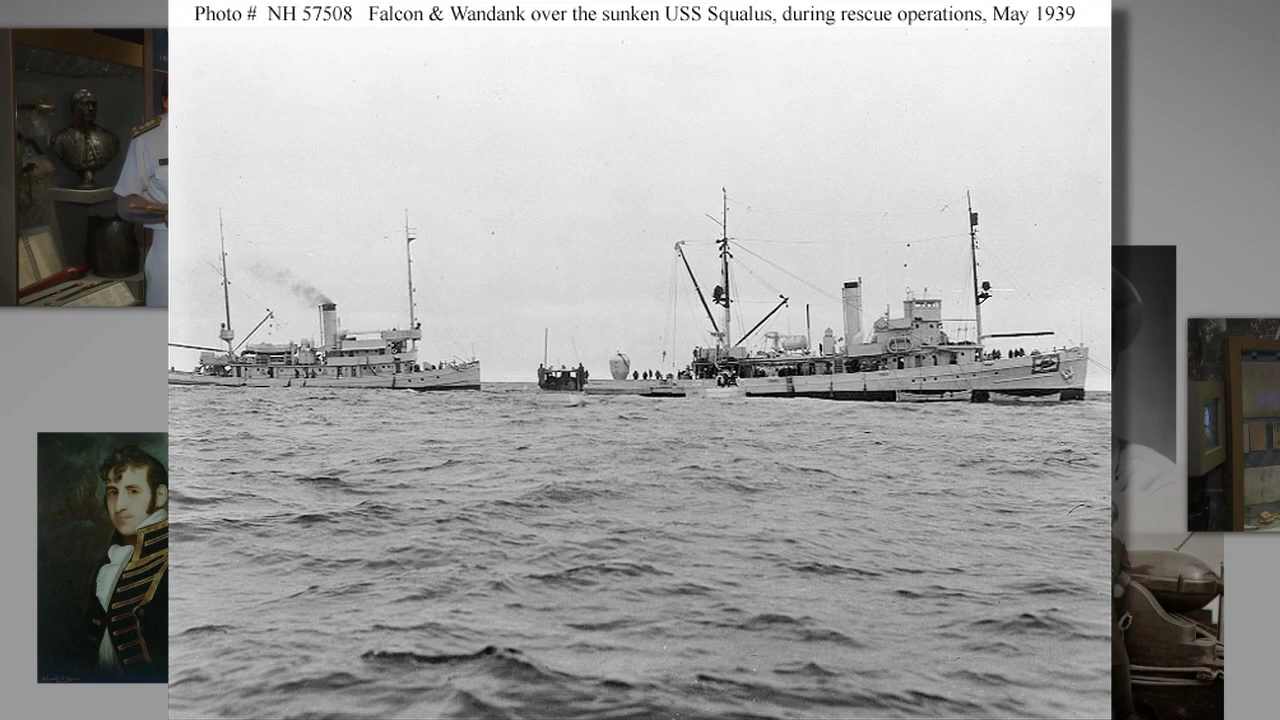 Photo # NH 57508 Falcon & Wandank over the sunken USS Squalus, during rescue operations, May 1939